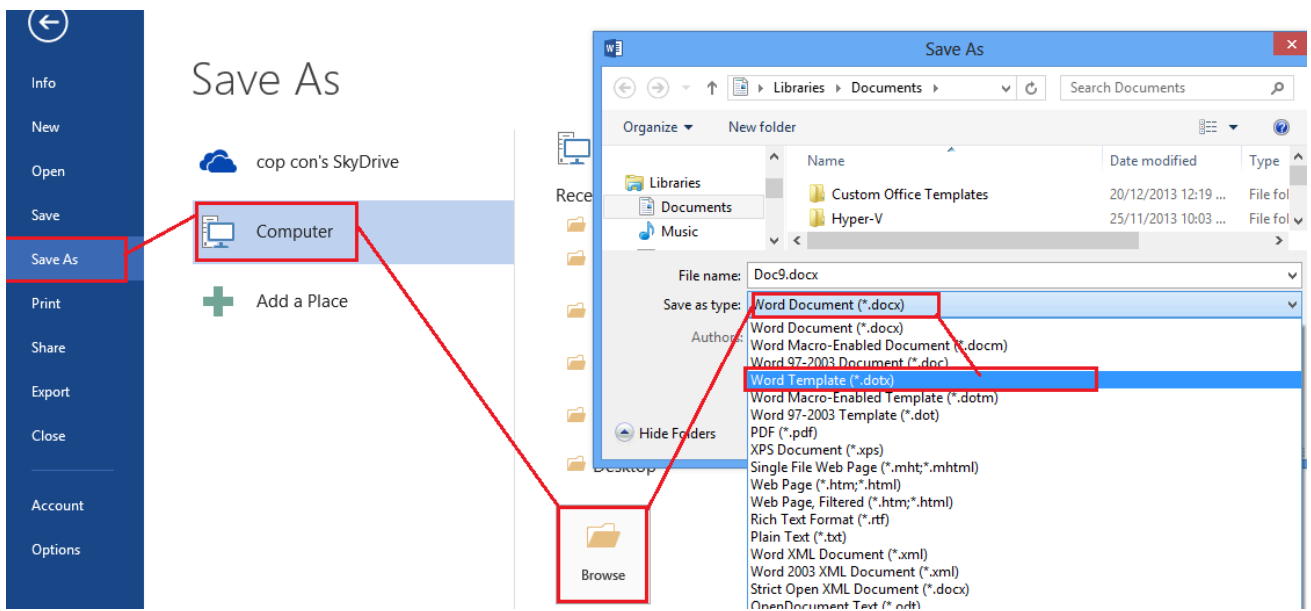 Info
New
Open
Save
Save As
Print
Share
Export
Close
Account
Options
Save As
cop con's SkyDrive
Computer
Add a Place
Rece
Desktop
Browse
Save As
Libraries Documents
Search Documents
Organize New folder
Name Date modified Type
Libraries
Documents
Music
Custom Office Templates 20/12/2013 12:19 ... File fol
Hyper-V 25/11/2013 10:03 ... File fol
File name: Doc9.docx
Save as type: Word Document (*.docx)
Authors:
Hide Folders
Word Document (*.docx)
Word Macro-Enabled Document (*.docm)
Word 97-2003 Document (*.doc)
Word Template (*.dotx)
Word Macro-Enabled Template (*.dotm)
Word 97-2003 Template (*.dot)
PDF (*.pdf)
XPS Document (*.xps)
Single File Web Page (*.mht;*.mhtml)
Web Page (*.htm;*.html)
Web Page, Filtered (*.htm;*.html)
Rich Text Format (*.rtf)
Plain Text (*.txt)
Word XML Document (*.xml)
Word 2003 XML Document (*.xml)
Strict Open XML Document (*.docx)
OpenDocument Text (*.odt)